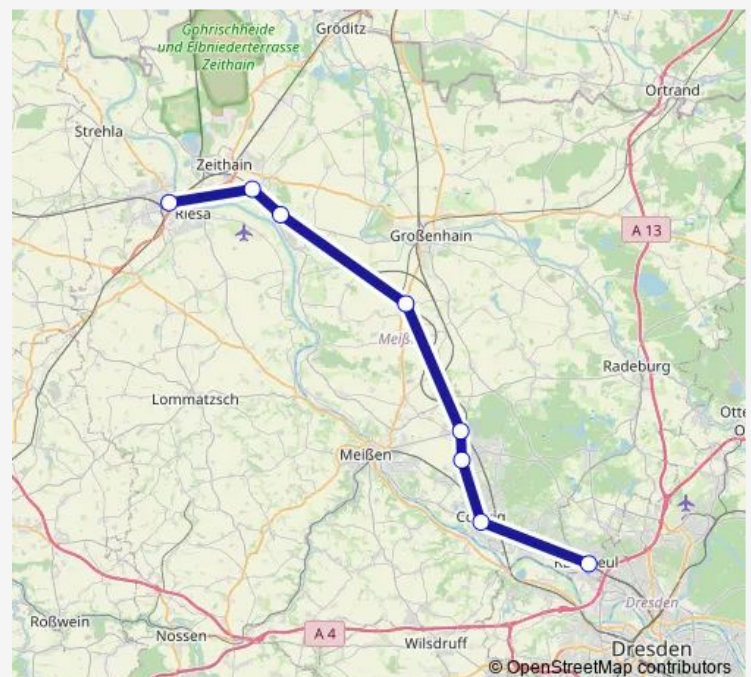 Gohrischheide
und Elbniederterrasse
Zeithain
Gröditz
Ortrand
Strehla
Zeithain
Riesa
Großenhain
A 13
Meiß
Radeburg
Lommatzsch
Otte
O
Meißen
Co g
R eul
Dresden
Roßwein
Nossen
A 4
Wilsdruff
Dresden
© OpenStreetMap contributors